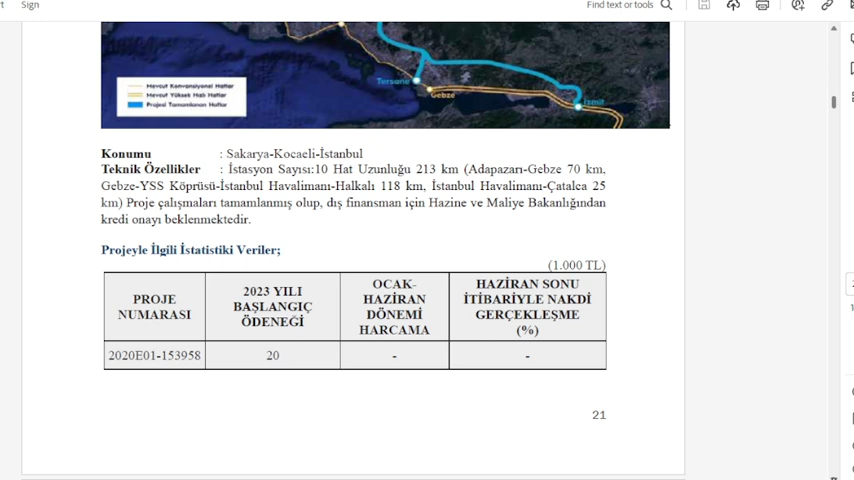 Sign
Find text or tools
Mevcut Konvansiyonel Hatlar
Mevcut Yüksek Hızlı Hatlar
Projesi Tamamlanan Hatlar
Tersane
Gebze
İzmit
Konumu : Sakarya-Kocaeli-İstanbul
Teknik Özellikler : İstasyon Sayısı:10 Hat Uzunluğu 213 km (Adapazarı-Gebze 70 km,
Gebze-YSS Köprüsü-İstanbul Havalimanı-Halkalı 118 km, İstanbul Havalimanı-Çatalca 25
km) Proje çalışmaları tamamlanmış olup, dış finansman için Hazine ve Maliye Bakanlığından
kredi onayı beklenmektedir.
Projeyle İlgili İstatistiki Veriler;
(1.000 TL)
PROJE
NUMARASI
2023 YILI
BAŞLANGIÇ
ÖDENEĞİ
OCAK-
HAZİRAN
DÖNEMİ
HARCAMA
HAZİRAN SONU
İTİBARİYLE NAKDİ
GERÇEKLEŞME
(%)
2020E01-153958 20 - -
21